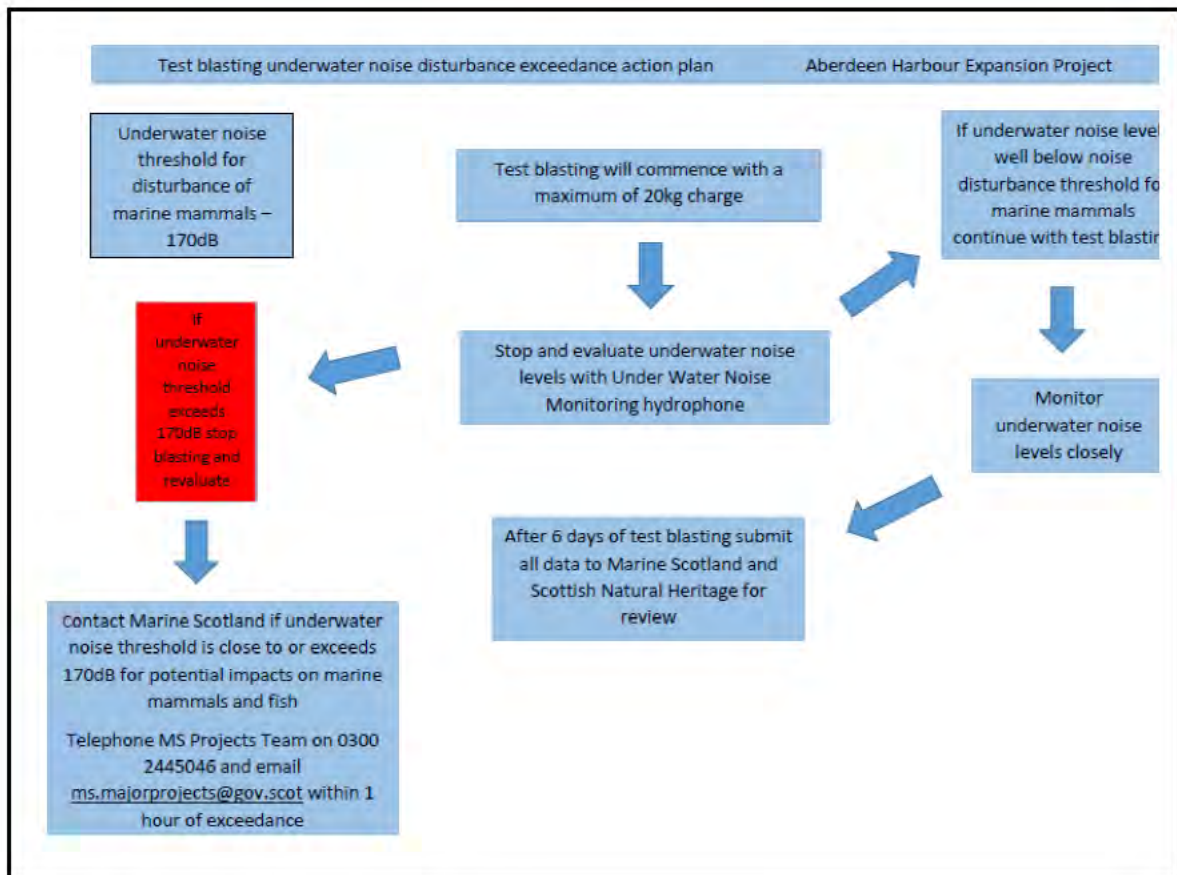 Test blasting underwater noise disturbance exceedance action plan Aberdeen Harbour Expansion Project
Underwater noise
threshold for
disturbance of
marine mammals –
170dB
Test blasting will commence with a
maximum of 20kg charge
If underwater noise level
well below noise
disturbance threshold fo
marine mammals
continue with test blastin
If
underwater
noise
threshold
exceeds
170dB stop
blasting and
revaluate
Stop and evaluate underwater noise
levels with Under Water Noise
Monitoring hydrophone
Monitor
underwater noise
levels closely
After 6 days of test blasting submit
all data to Marine Scotland and
Scottish Natural Heritage for
review
Contact Marine Scotland if underwater
noise threshold is close to or exceeds
170dB for potential impacts on marine
mammals and fish
Telephone MS Projects Team on 0300
2445046 and email
ms.majorprojects@gov.scot within 1
hour of exceedance